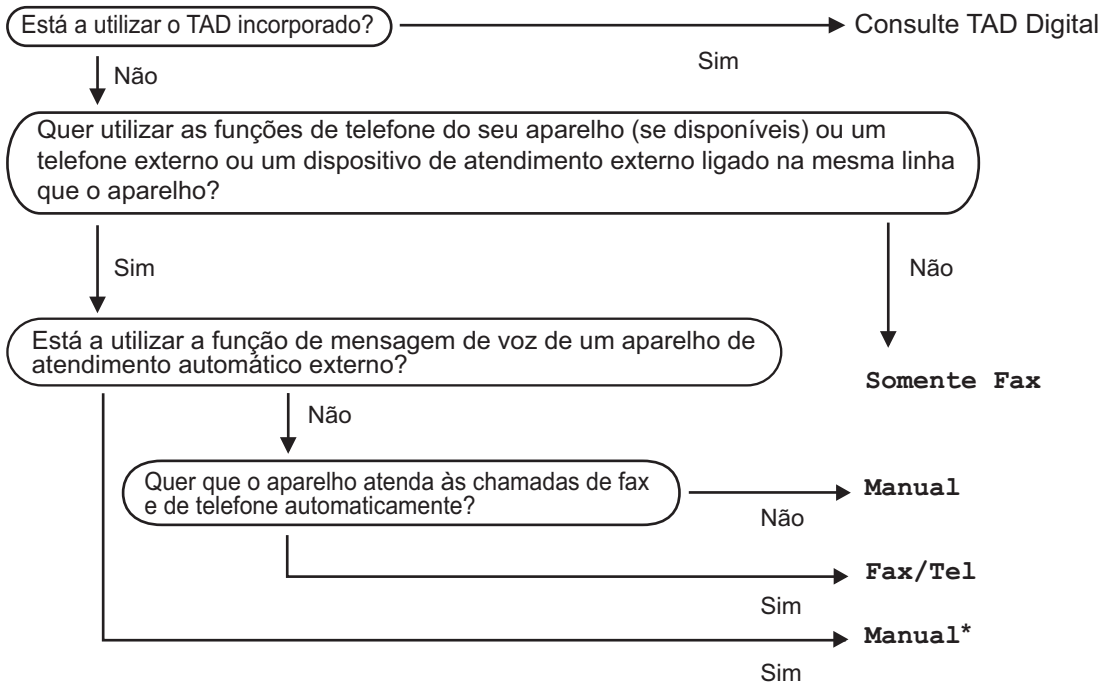 Está a utilizar o TAD incorporado?
Consulte TAD Digital
Sim
Não
Quer utilizar as funções de telefone do seu aparelho (se disponíveis) ou um
telefone externo ou um dispositivo de atendimento externo ligado na mesma linha
que o aparelho?
Sim
Não
Está a utilizar a função de mensagem de voz de um aparelho de
atendimento automático externo?
Somente Fax
Não
Quer que o aparelho atenda às chamadas de fax
e de telefone automaticamente?
Manual
Não
Fax/Tel
Sim
Manual*
Sim